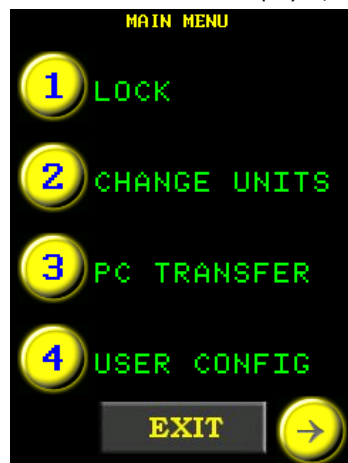 MAIN MENU
1 LOCK
2 CHANGE UNITS
3 PC TRANSFER
4 USER CONFIG
EXIT →